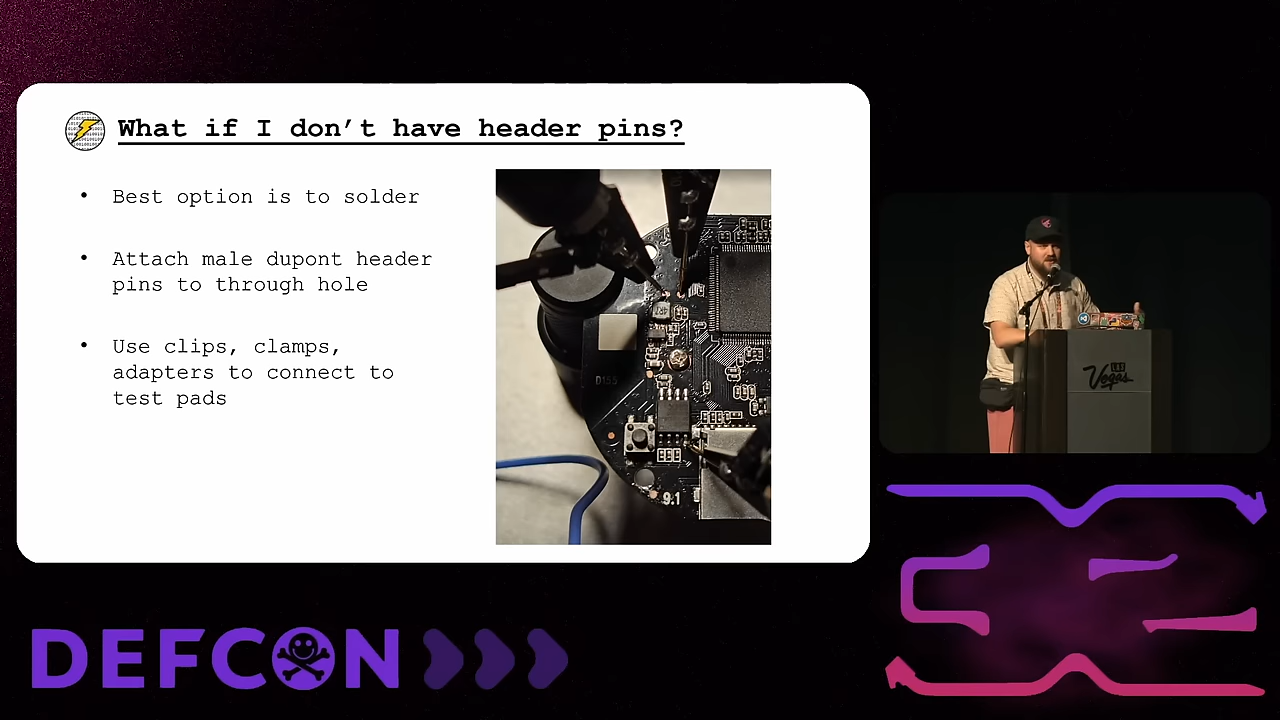 What if I don't have header pins?
• Best option is to solder
• Attach male dupont header
pins to through hole
• Use clips, clamps,
adapters to connect to
test pads
D155
9.1
Vegas
DEFCON